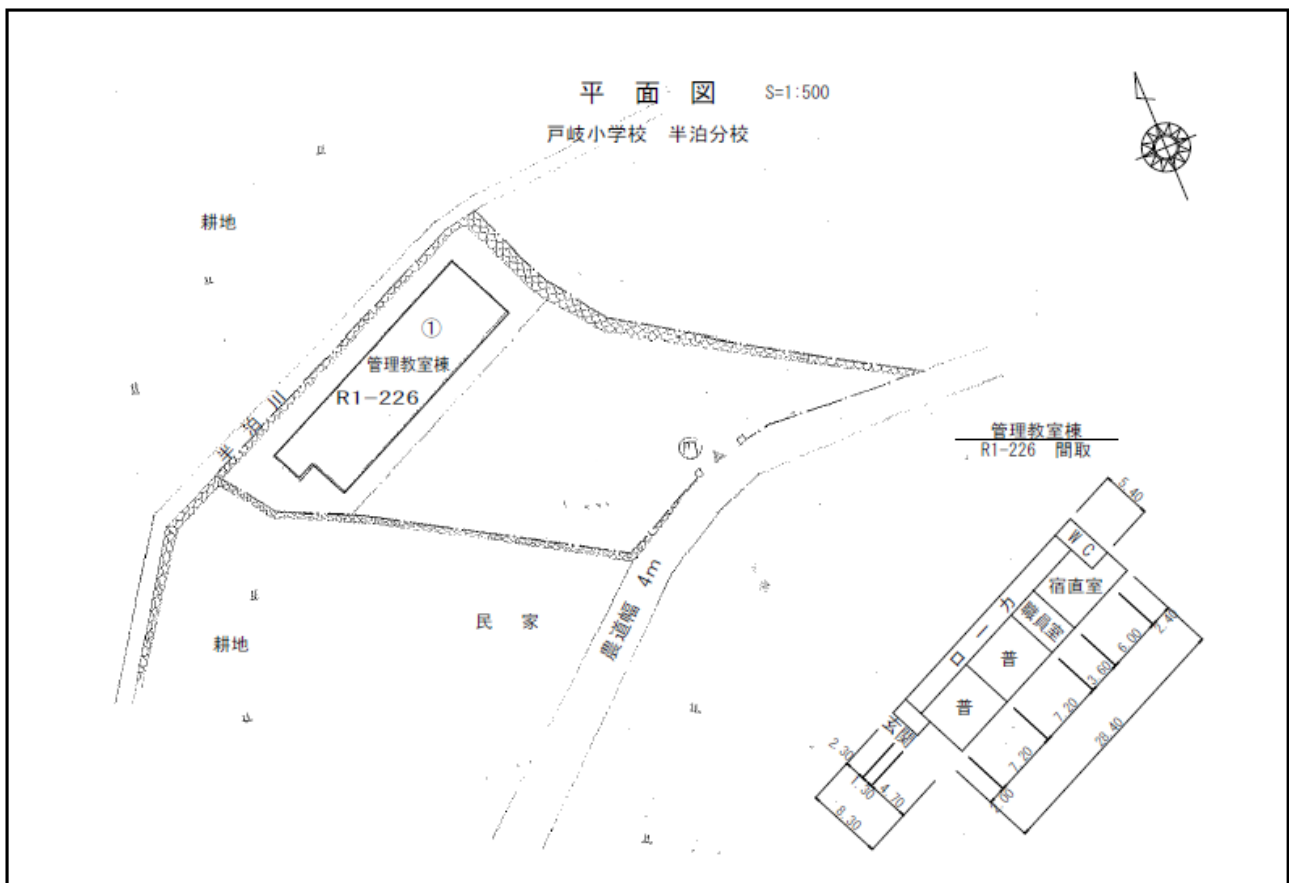 平面図 S=1:500
戸岐小学校 半泊分校
耕地
①
管理教室棟
R1-226
半泊川
門
管理教室棟
R1-226 間取
5.40
WC
宿直室
職員室
ローカ
普
普
玄関
2.40
6.00
3.60
7.20
7.20
2.00
28.40
2.30
1.30
4.70
8.30
農道幅 4m
民家
耕地